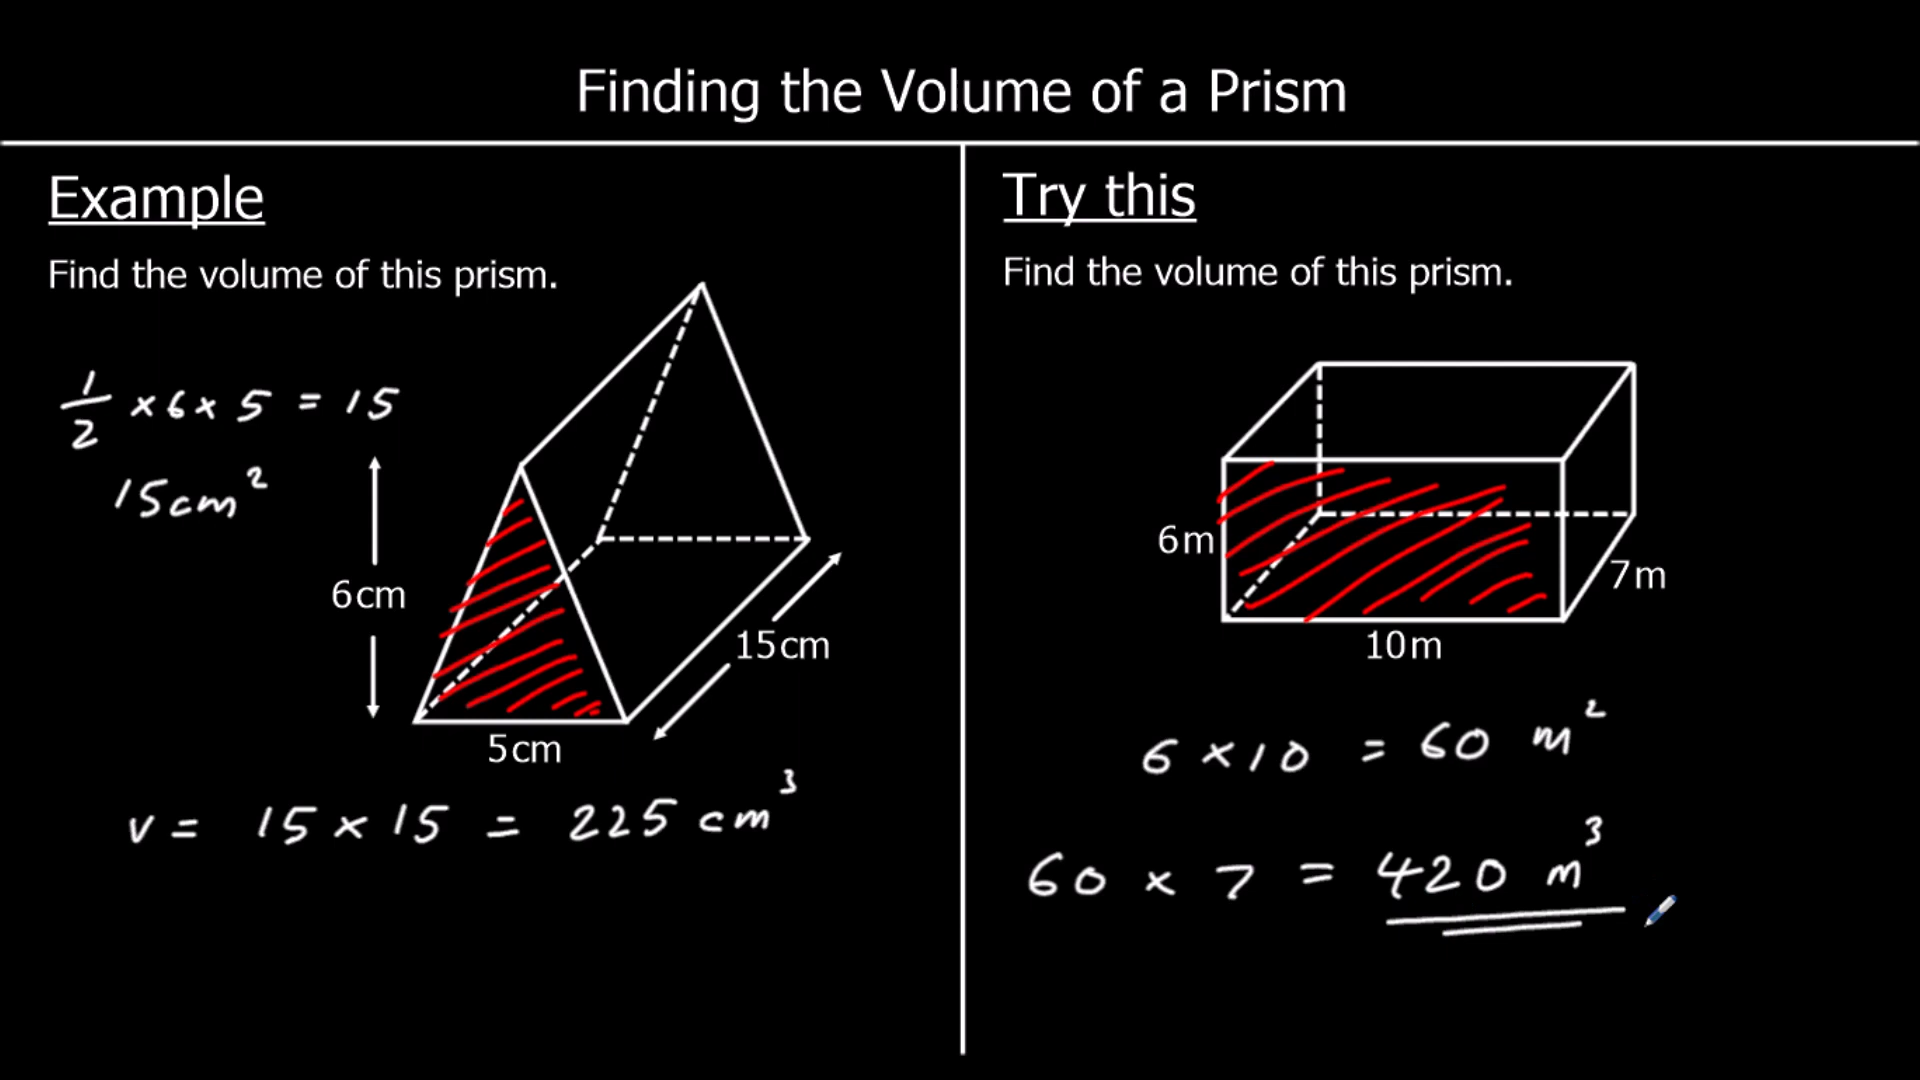 Finding the Volume of a Prism
Example
Find the volume of this prism.
1/2 × 6 × 5 = 15
15cm²
6cm
15cm
5cm
v = 15 × 15 = 225 cm³
Try this
Find the volume of this prism.
6m
7m
10m
6 × 10 = 60 m²
60 × 7 = 420 m³